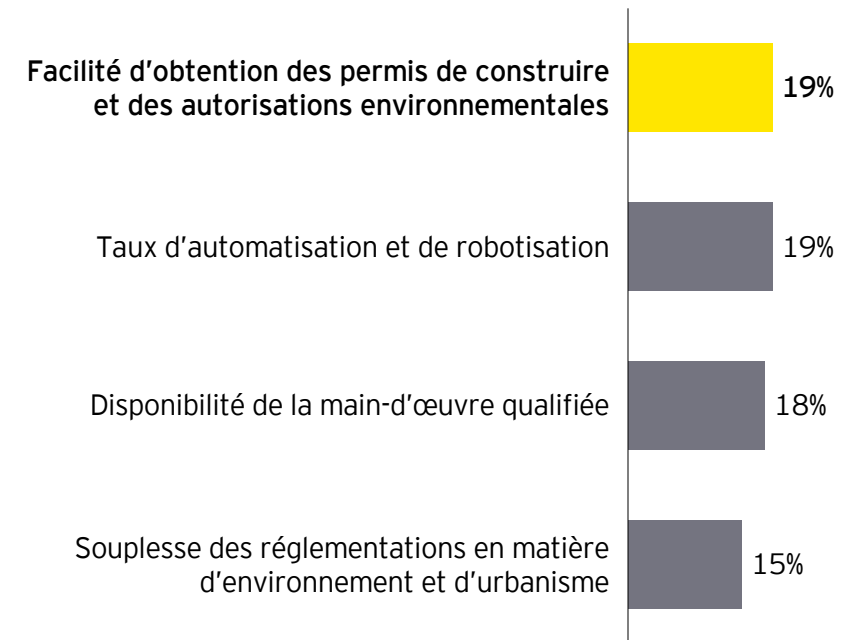 Facilité d’obtention des permis de construire
et des autorisations environnementales
19%
Taux d’automatisation et de robotisation
19%
Disponibilité de la main-d’œuvre qualifiée
18%
Souplesse des réglementations en matière
d’environnement et d’urbanisme
15%